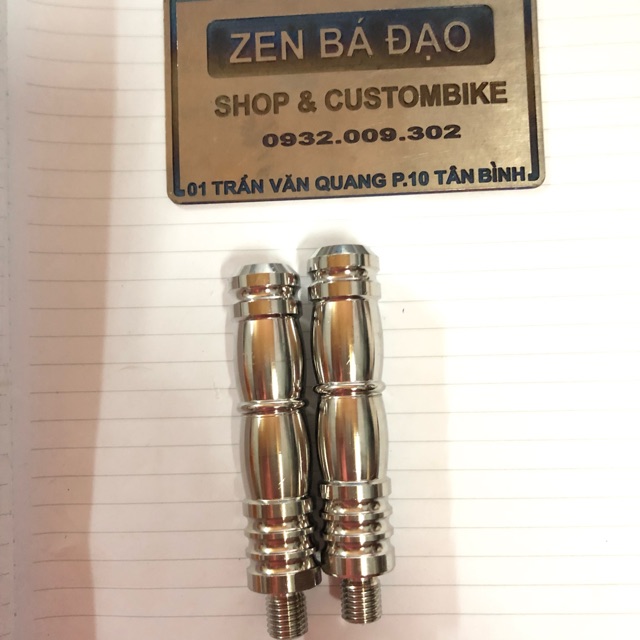 ZEN BÁ ĐẠO
SHOP & CUSTOMBIKE
0932.009.302
01 TRẦN VĂN QUANG P.10 TÂN BÌNH